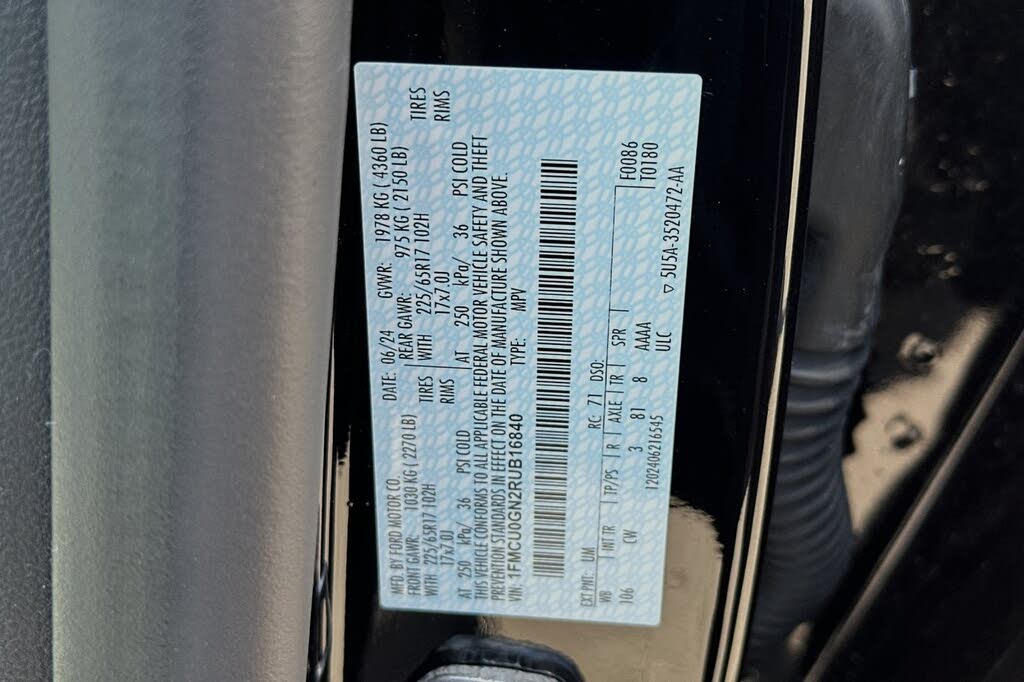 MFD. BY FORD MOTOR CO. DATE: 06/24 GVWR: 1978 KG ( 4360 LB)
FRONT GAWR: 1030 KG ( 2270 LB) REAR GAWR: 975 KG ( 2150 LB)
WITH 225/65R17 102H TIRES WITH 225/65R17 102H TIRES
17x7.0J RIMS 17x7.0J RIMS
AT 250 kPa/ 36 PSI COLD AT 250 kPa/ 36 PSI COLD
THIS VEHICLE CONFORMS TO ALL APPLICABLE FEDERAL MOTOR VEHICLE SAFETY AND THEFT
PREVENTION STANDARDS IN EFFECT ON THE DATE OF MANUFACTURE SHOWN ABOVE.
VIN: 1FMCU0GN2RUB16840 TYPE: MPV
EXT PNT: UM RC: 71 DSO:
WB INT TR TP/PS R AXLE TR SPR F0086
106 CW 3 81 8 AAAA T0180
ULC
1202406216545 ▽ 5U5A-3520472-AA